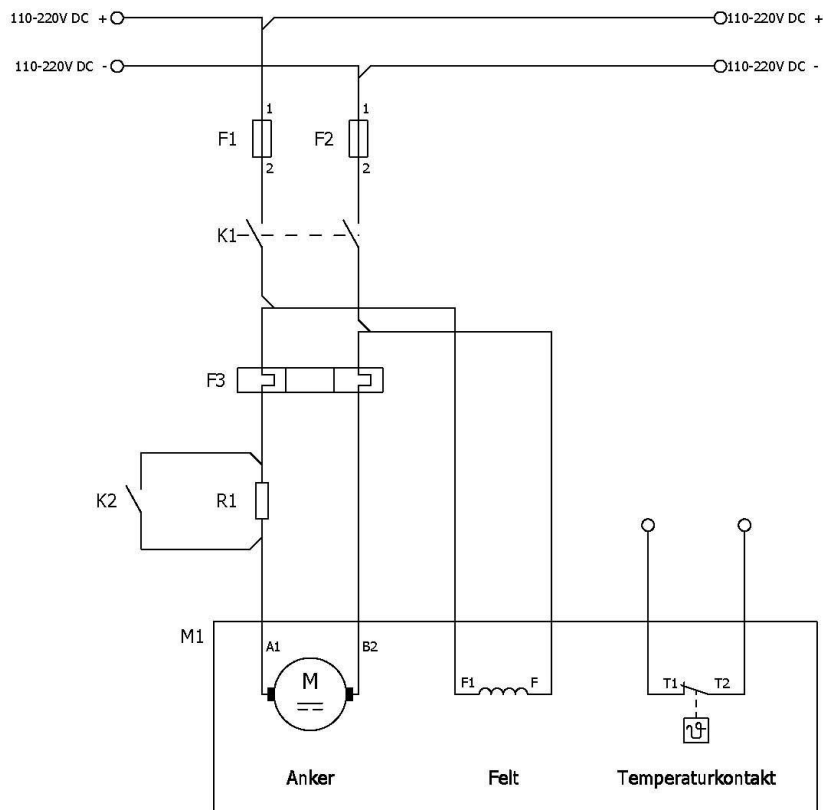 110-220V DC +
110-220V DC +
110-220V DC -
110-220V DC -
1
1
F1
F2
2
2
K1
F3
K2
R1
M1
A1
B2
M
F1
F
T1
T2
ϑ
Anker
Felt
Temperaturkontakt